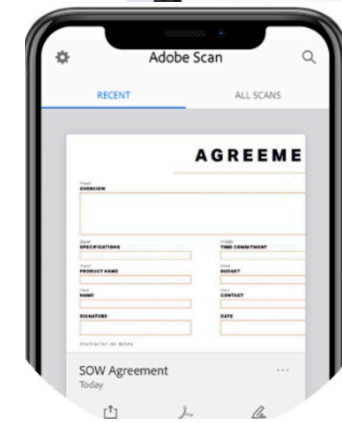 Adobe Scan
RECENT ALL SCANS
AGREEME
OVERVIEW
SPECIFICATIONS TIME COMMITMENT
PRODUCT NAME BUDGET
NAME CONTACT
SIGNATURE DATE
STATEMENT OF WORK
SOW Agreement
Today